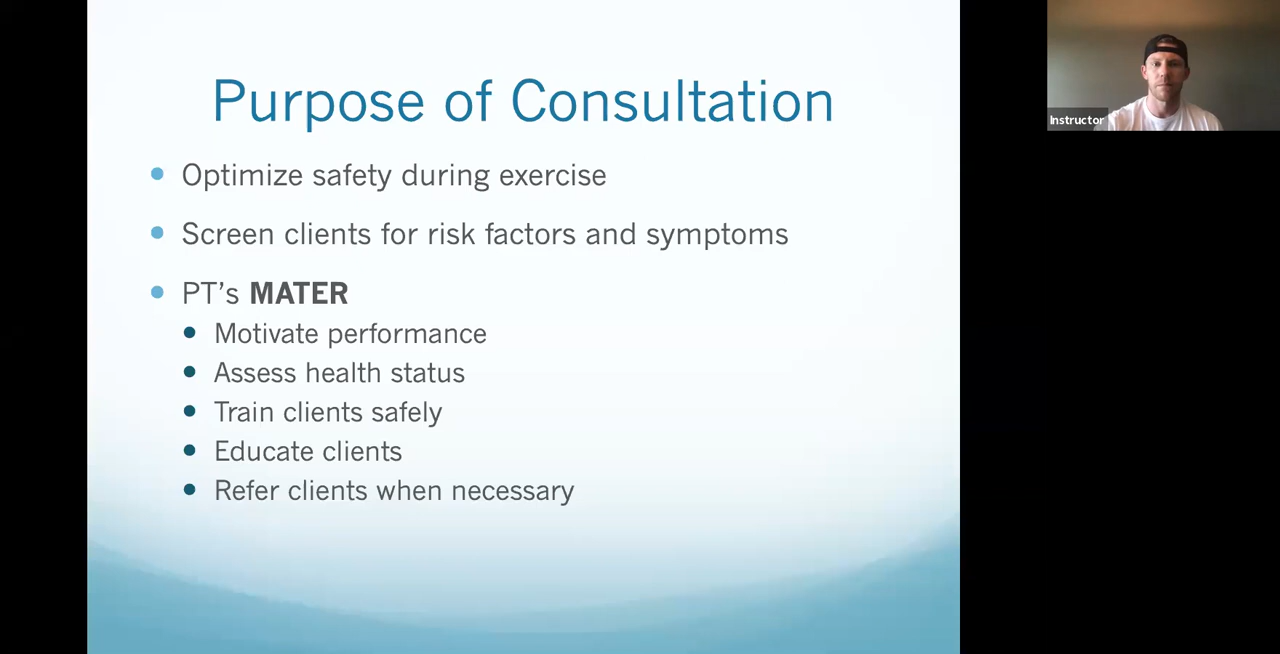 Purpose of Consultation
Optimize safety during exercise
Screen clients for risk factors and symptoms
PT’s MATER
Motivate performance
Assess health status
Train clients safely
Educate clients
Refer clients when necessary
Instructor